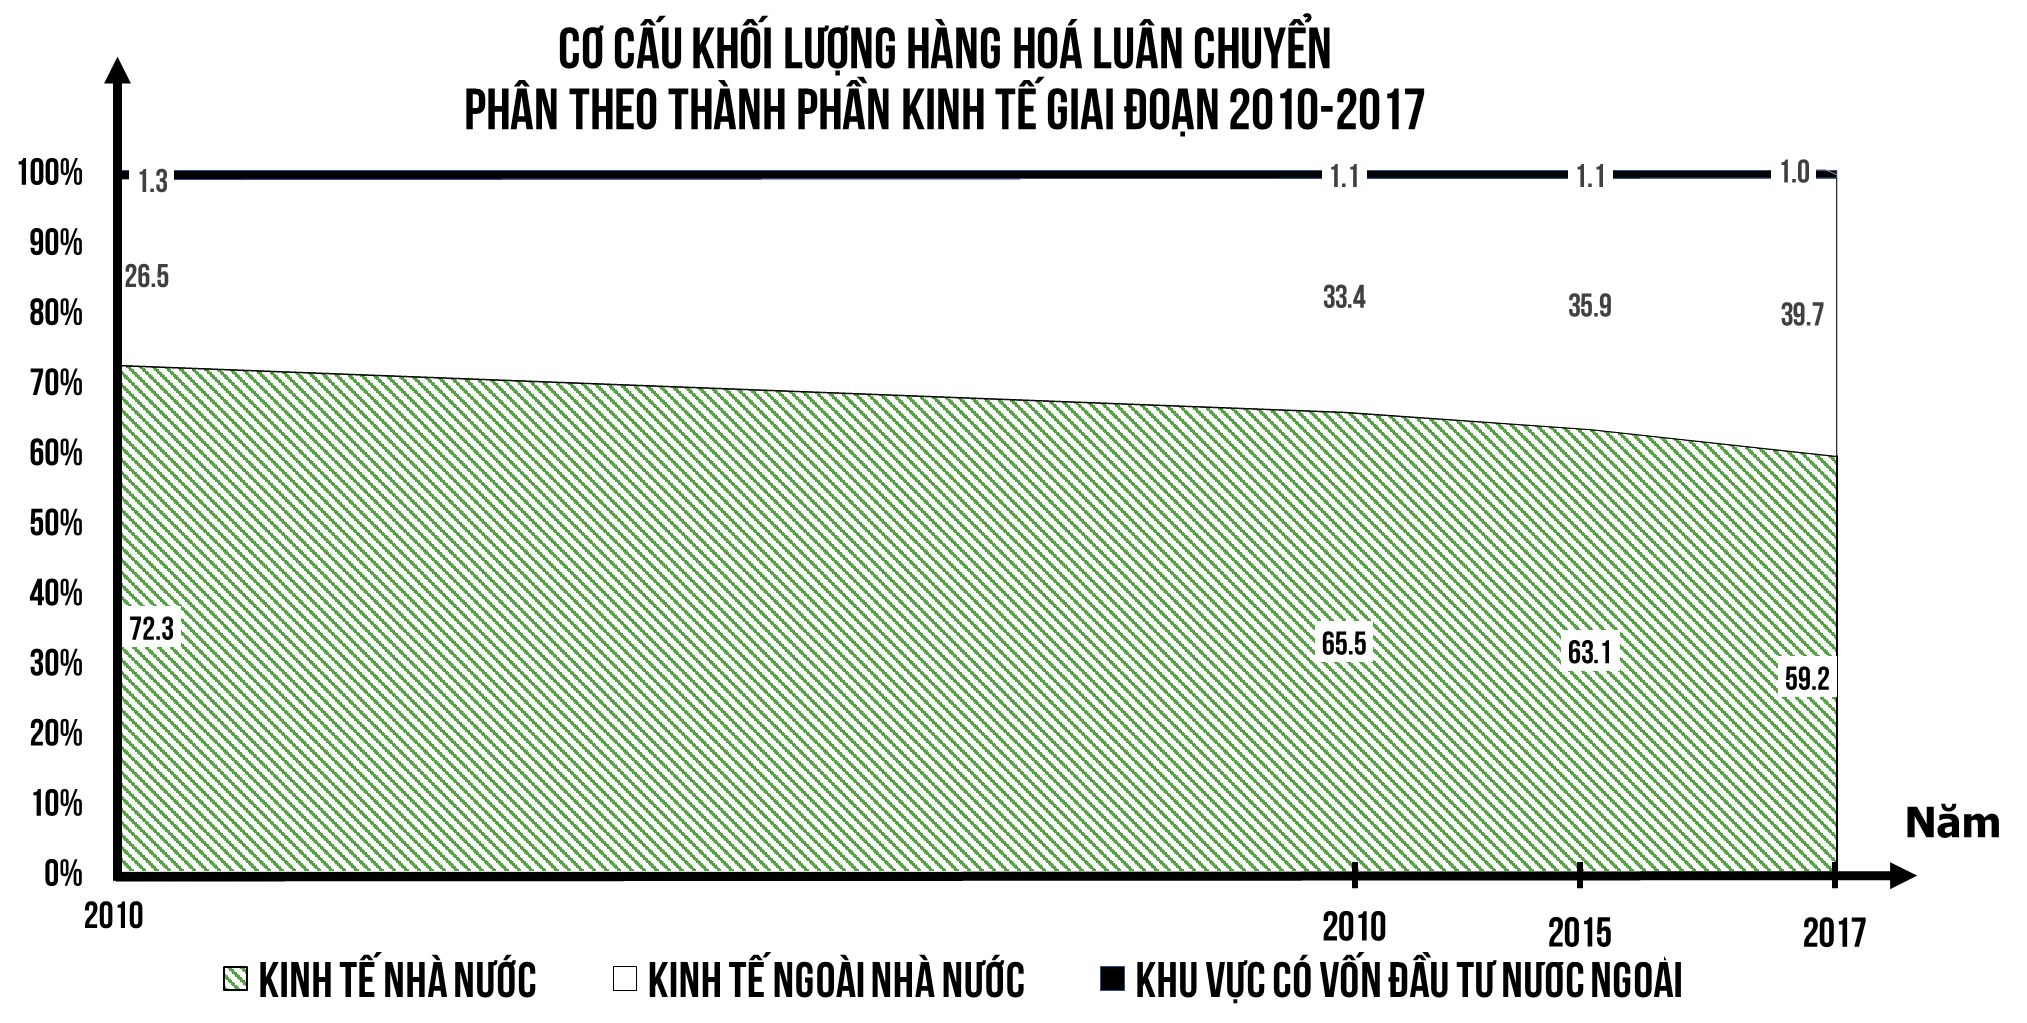 CƠ CẤU KHỐI LƯỢNG HÀNG HOÁ LUÂN CHUYỂN
PHÂN THEO THÀNH PHẦN KINH TẾ GIAI ĐOẠN 2010-2017
100%
90%
80%
70%
60%
50%
40%
30%
20%
10%
0%
1.3 1.1 1.1 1.0
26.5 33.4 35.9 39.7
72.3 65.5 63.1 59.2
Năm
2010 2010 2015 2017
KINH TẾ NHÀ NƯỚC KINH TẾ NGOÀI NHÀ NƯỚC KHU VỰC CÓ VỐN ĐẦU TƯ NƯƠC NGOÀI